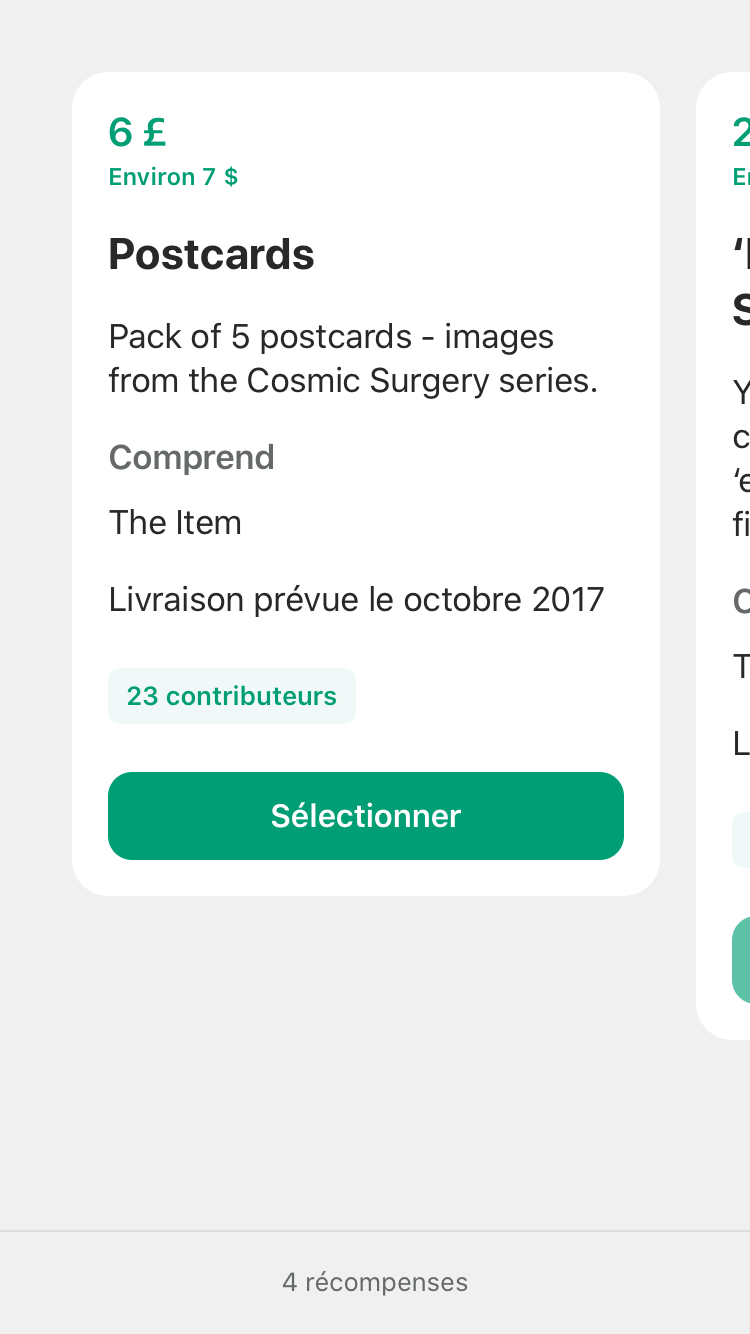 6 £
Environ 7 $
Postcards
Pack of 5 postcards - images
from the Cosmic Surgery series.
Comprend
The Item
Livraison prévue le octobre 2017
23 contributeurs
Sélectionner
4 récompenses